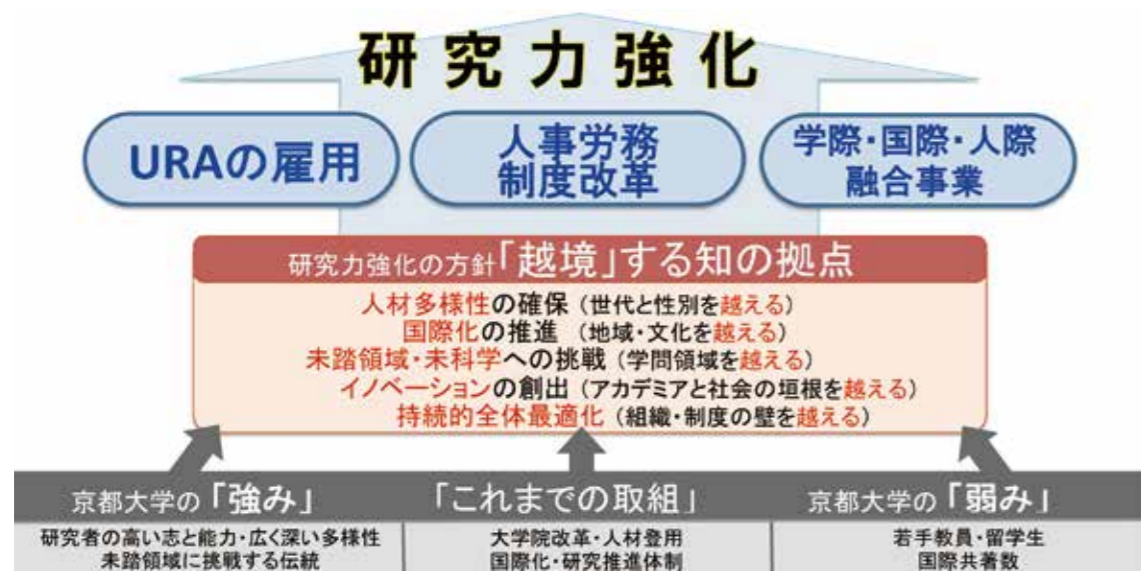 研究力強化
URAの雇用
人事労務
制度改革
学際・国際・人際
融合事業
研究力強化の方針「越境」する知の拠点
人材多様性の確保（世代と性別を越える）
国際化の推進（地域・文化を越える）
未踏領域・未科学への挑戦（学問領域を越える）
イノベーションの創出（アカデミアと社会の垣根を越える）
持続的全体最適化（組織・制度の壁を越える）
京都大学の「強み」
研究者の高い志と能力・広く深い多様性
未踏領域に挑戦する伝統
「これまでの取組」
大学院改革・人材登用
国際化・研究推進体制
京都大学の「弱み」
若手教員・留学生
国際共著数